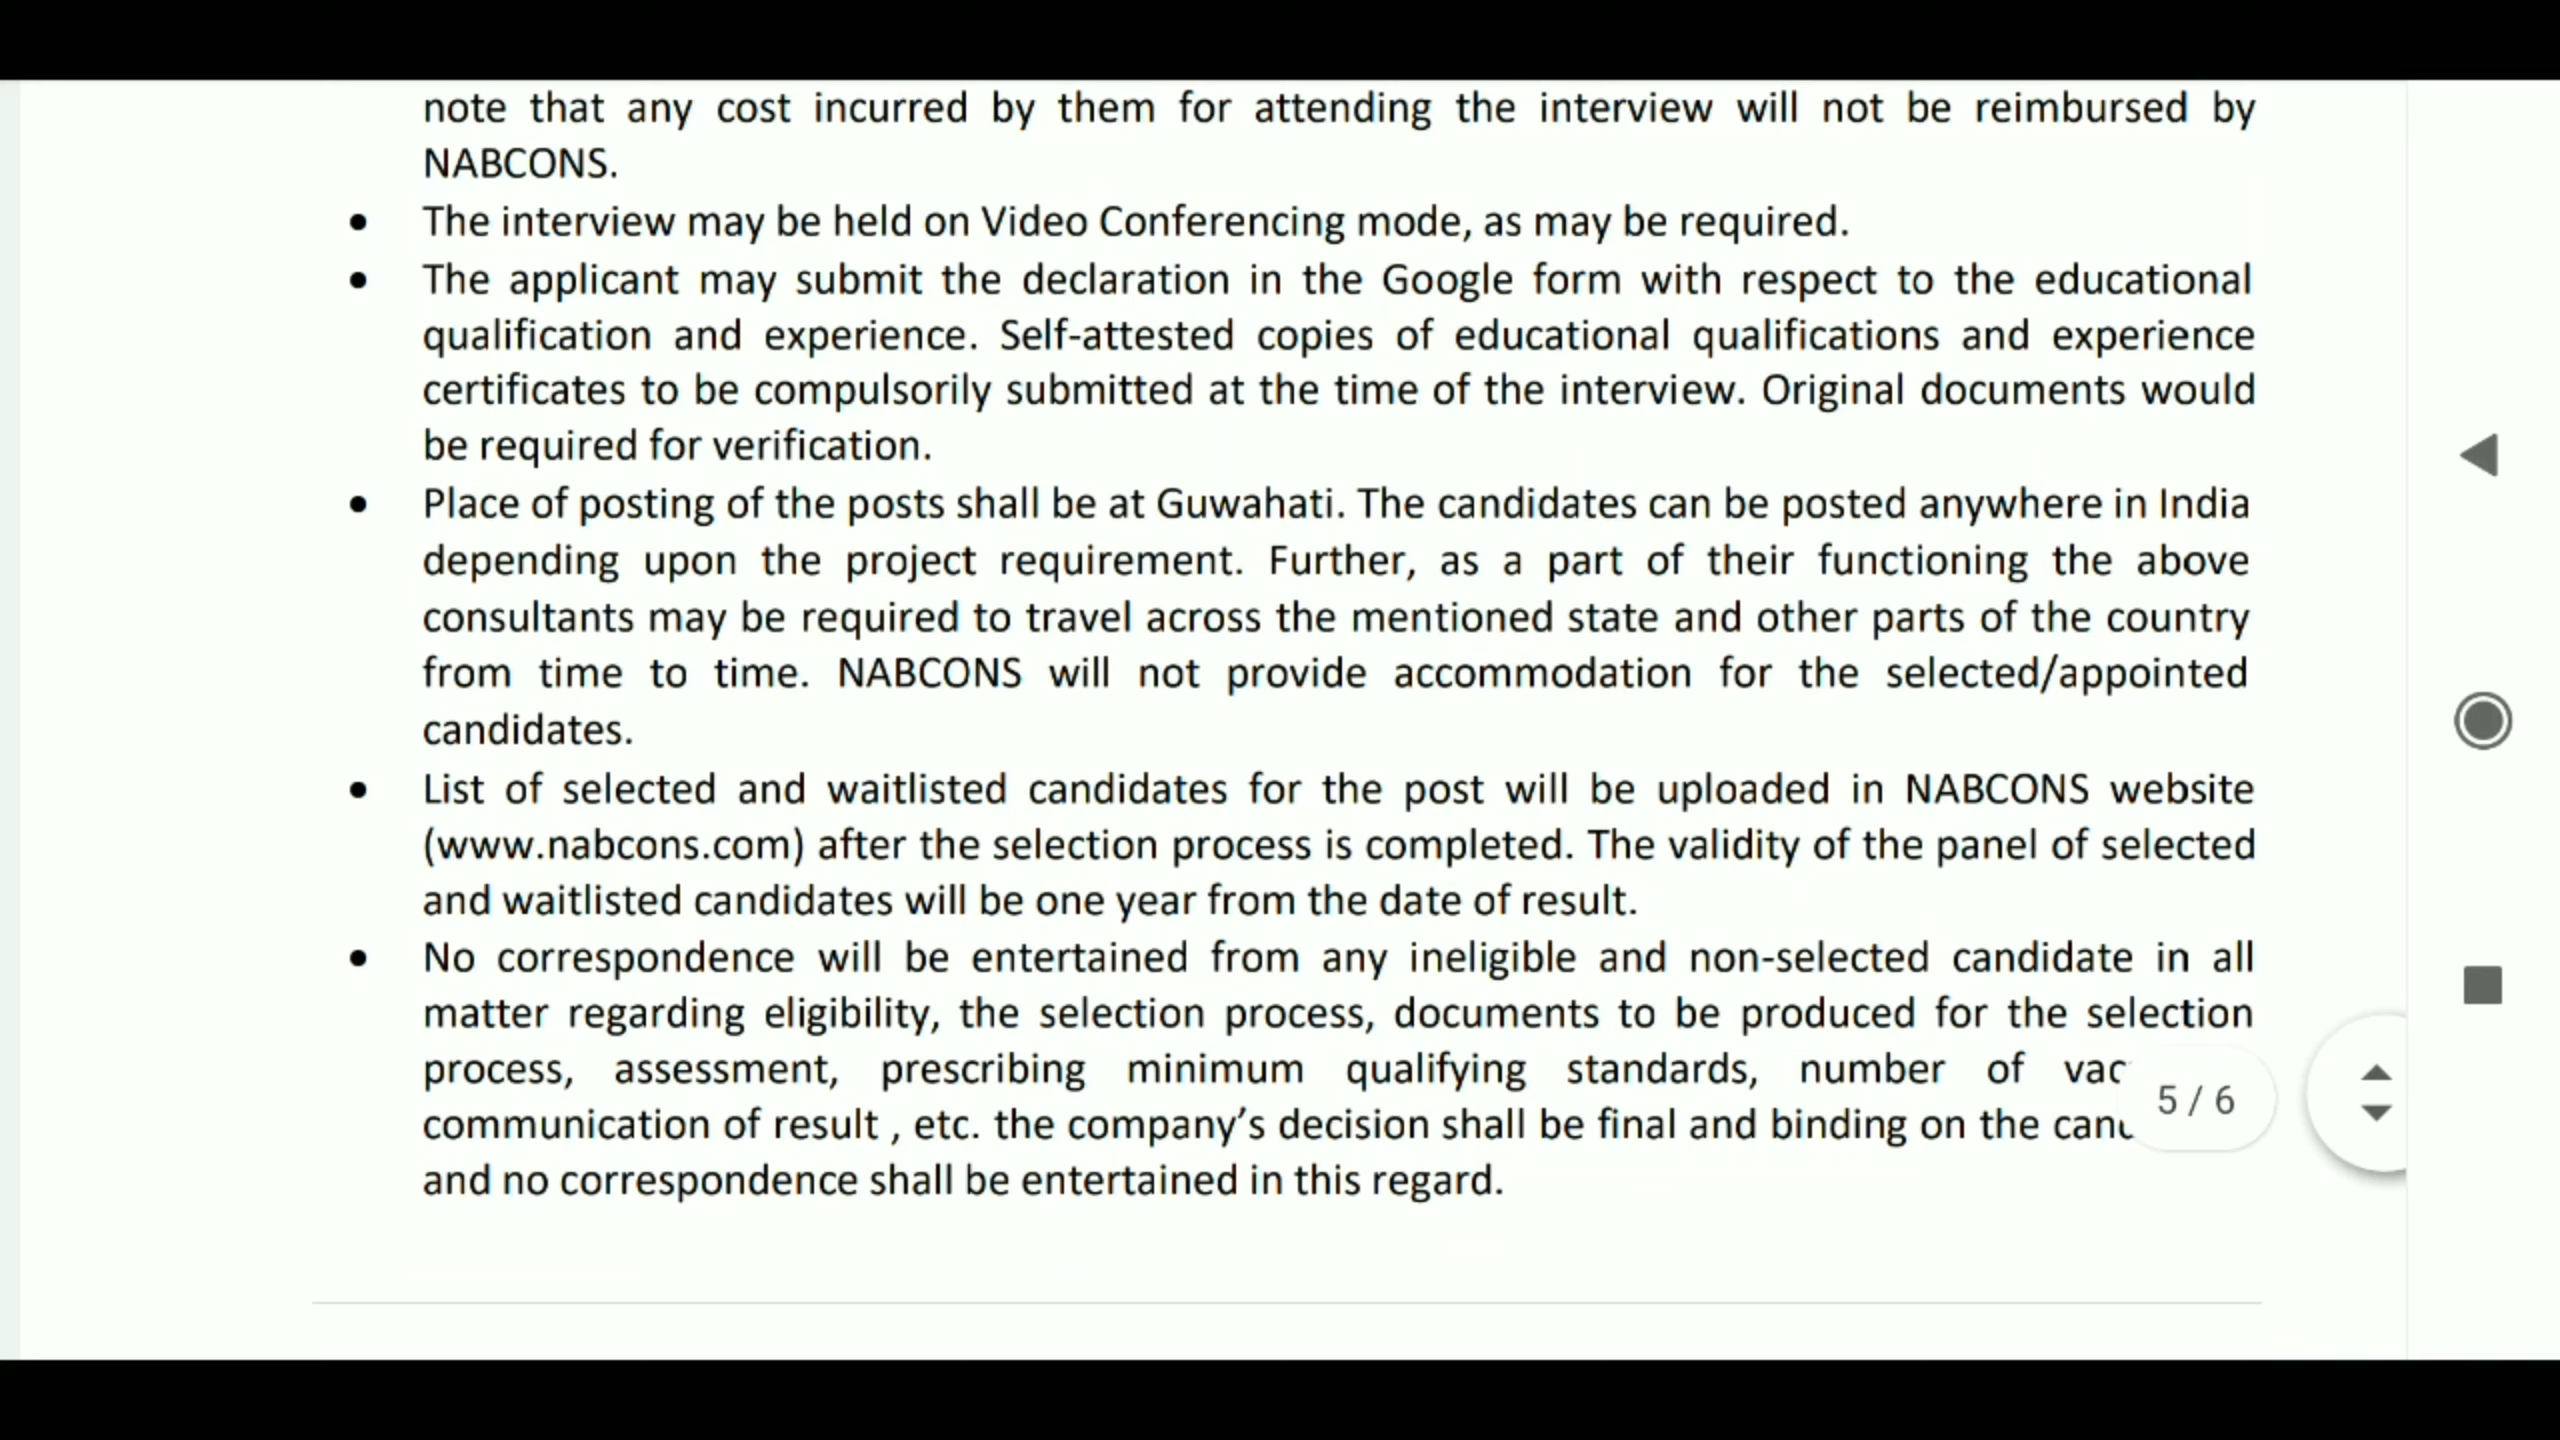 note that any cost incurred by them for attending the interview will not be reimbursed by
NABCONS.
• The interview may be held on Video Conferencing mode, as may be required.
• The applicant may submit the declaration in the Google form with respect to the educational
qualification and experience. Self-attested copies of educational qualifications and experience
certificates to be compulsorily submitted at the time of the interview. Original documents would
be required for verification.
• Place of posting of the posts shall be at Guwahati. The candidates can be posted anywhere in India
depending upon the project requirement. Further, as a part of their functioning the above
consultants may be required to travel across the mentioned state and other parts of the country
from time to time. NABCONS will not provide accommodation for the selected/appointed
candidates.
• List of selected and waitlisted candidates for the post will be uploaded in NABCONS website
(www.nabcons.com) after the selection process is completed. The validity of the panel of selected
and waitlisted candidates will be one year from the date of result.
• No correspondence will be entertained from any ineligible and non-selected candidate in all
matter regarding eligibility, the selection process, documents to be produced for the selection
process, assessment, prescribing minimum qualifying standards, number of
communication of result , etc. the company's decision shall be final and binding on the
and no correspondence shall be entertained in this regard.
5 / 6